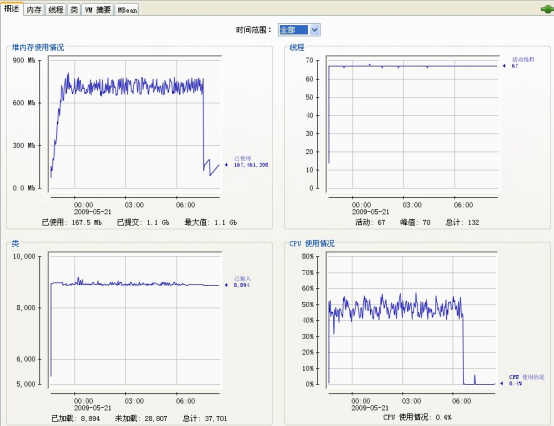 概述 内存 线程 类 VM 摘要 MBean
时间范围: 全部
堆内存使用情况
900 Mb
600 Mb
300 Mb
0.0 Mb
已使用
167,461,208
00:00 03:00 06:00
2009-05-21
已使用: 167.5 Mb 已提交: 1.1 Gb 最大值: 1.1 Gb
线程
70
60
50
40
30
20
10
0
活动线程
67
00:00 03:00 06:00
2009-05-21
活动: 67 峰值: 70 总计: 132
类
10,000
8,000
6,000
5,000
已装入
8,894
00:00 03:00 06:00
2009-05-21
已加载: 8,894 未加载: 28,807 总计: 37,701
CPU 使用情况
80%
70%
60%
50%
40%
30%
20%
10%
0%
CPU 使用情况
0.4%
00:00 03:00 06:00
2009-05-21
CPU 使用情况: 0.4%